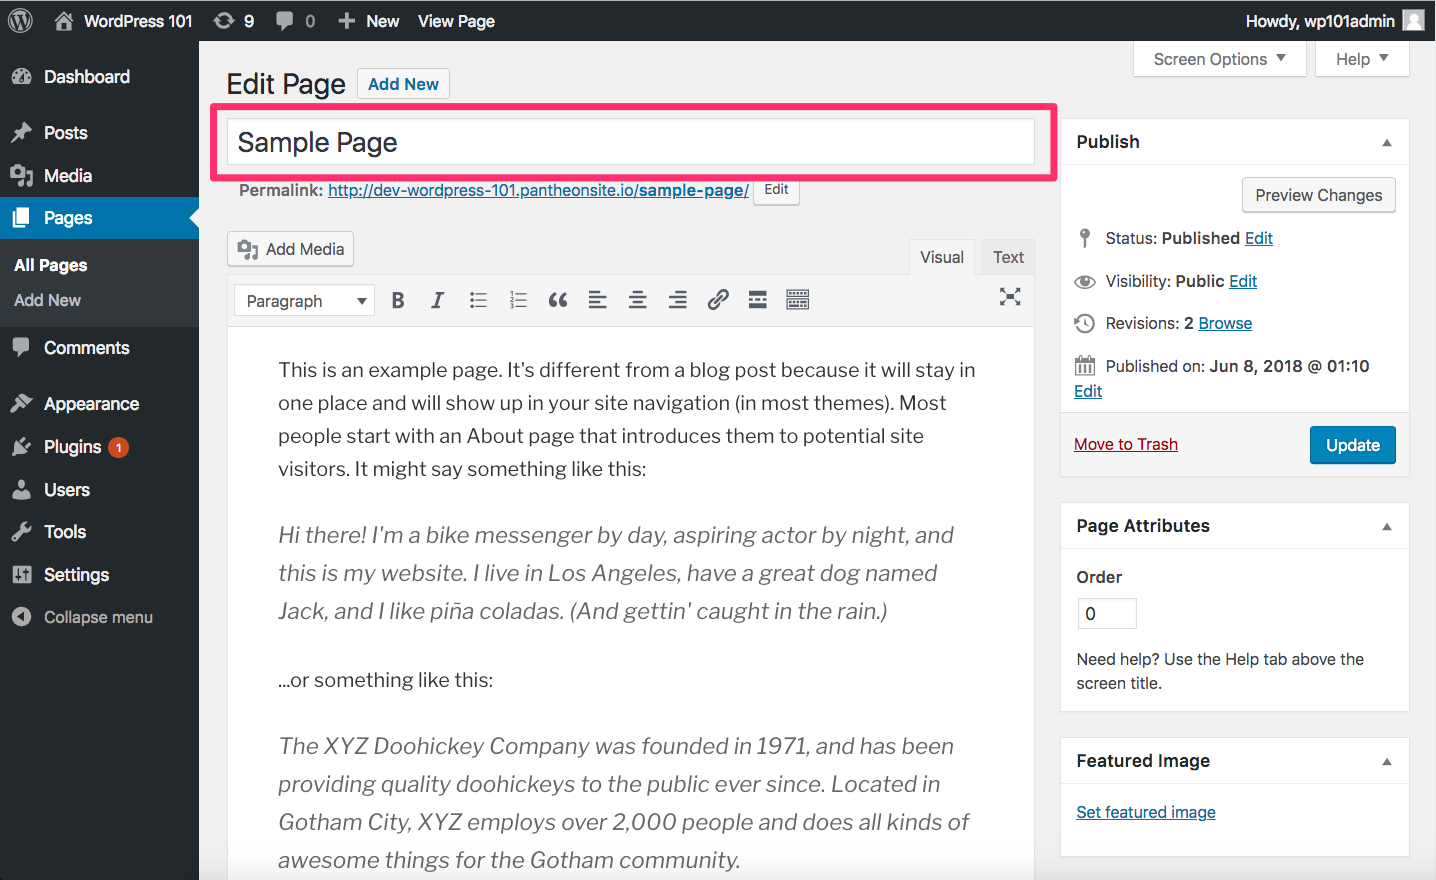 WordPress 101 9 0 New View Page Howdy, wp101admin
Dashboard
Posts
Media
Pages
All Pages
Add New
Comments
Appearance
Plugins 1
Users
Tools
Settings
Collapse menu
Screen Options Help
Edit Page Add New
Sample Page
Permalink: http://dev-wordpress-101.pantheonsite.io/sample-page/ Edit
Add Media
Visual Text
Paragraph B I
This is an example page. It's different from a blog post because it will stay in
one place and will show up in your site navigation (in most themes). Most
people start with an About page that introduces them to potential site
visitors. It might say something like this:
Hi there! I'm a bike messenger by day, aspiring actor by night, and
this is my website. I live in Los Angeles, have a great dog named
Jack, and I like piña coladas. (And gettin' caught in the rain.)
...or something like this:
The XYZ Doohickey Company was founded in 1971, and has been
providing quality doohickeys to the public ever since. Located in
Gotham City, XYZ employs over 2,000 people and does all kinds of
awesome things for the Gotham community.
Publish
Preview Changes
Status: Published Edit
Visibility: Public Edit
Revisions: 2 Browse
Published on: Jun 8, 2018 @ 01:10
Edit
Move to Trash Update
Page Attributes
Order
0
Need help? Use the Help tab above the
screen title.
Featured Image
Set featured image